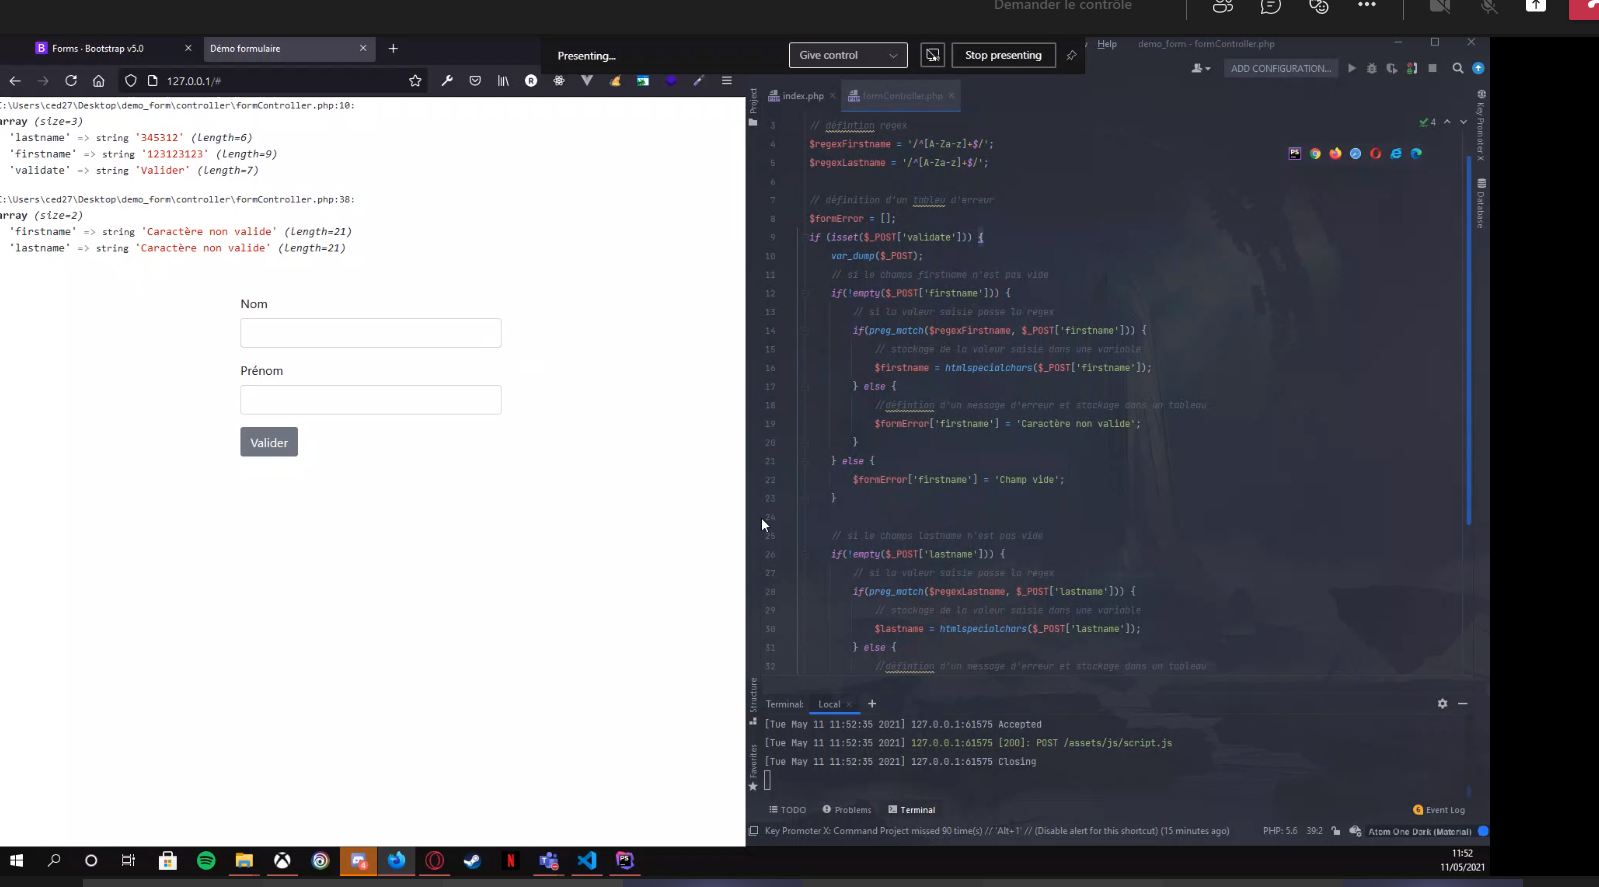 Demander le contrôle
Forms · Bootstrap v5.0
Démo formulaire
Presenting...
Give control
Stop presenting
Help
demo_form - formController.php
127.0.0.1/#
ADD CONFIGURATION...
C:\Users\ced27\Desktop\demo_form\controller\formController.php:10:
array (size=3)
'lastname' => string '345312' (length=6)
'firstname' => string '123123123' (length=9)
'validate' => string 'Valider' (length=7)
C:\Users\ced27\Desktop\demo_form\controller\formController.php:38:
array (size=2)
'firstname' => string 'Caractère non valide' (length=21)
'lastname' => string 'Caractère non valide' (length=21)
Nom
Prénom
Valider
Project
index.php
formController.php
4
Key Promoter X
Database
3 // défintion regex
4 $regexFirstname = '/^[A-Za-z]+$/';
5 $regexLastname = '/^[A-Za-z]+$/';
6
7 // définition d'un tableu d'erreur
8 $formError = [];
9 if (isset($_POST['validate'])) {
10 var_dump($_POST);
11 // si le champs firstname n'est pas vide
12 if(!empty($_POST['firstname'])) {
13 // si la valeur saisie passe la regex
14 if(preg_match($regexFirstname, $_POST['firstname'])) {
15 // stockage de la valeur saisie dans une variable
16 $firstname = htmlspecialchars($_POST['firstname']);
17 } else {
18 //défintion d'un message d'erreur et stockage dans un tableau
19 $formError['firstname'] = 'Caractère non valide';
20 }
21 } else {
22 $formError['firstname'] = 'Champ vide';
23 }
24
25 // si le champs lastname n'est pas vide
26 if(!empty($_POST['lastname'])) {
27 // si la valeur saisie passe la regex
28 if(preg_match($regexLastname, $_POST['lastname'])) {
29 // stockage de la valeur saisie dans une variable
30 $lastname = htmlspecialchars($_POST['lastname']);
31 } else {
32 //défintion d'un message d'erreur et stockage dans un tableau
Structure
Favorites
Terminal: Local
[Tue May 11 11:52:35 2021] 127.0.0.1:61575 Accepted
[Tue May 11 11:52:35 2021] 127.0.0.1:61575 [200]: POST /assets/js/script.js
[Tue May 11 11:52:35 2021] 127.0.0.1:61575 Closing
TODO
Problems
Terminal
6 Event Log
Key Promoter X: Command Project missed 90 time(s) // 'Alt+1' // (Disable alert for this shortcut) (15 minutes ago)
PHP: 5.6
39:2
Atom One Dark (Material)
11:52
11/05/2021